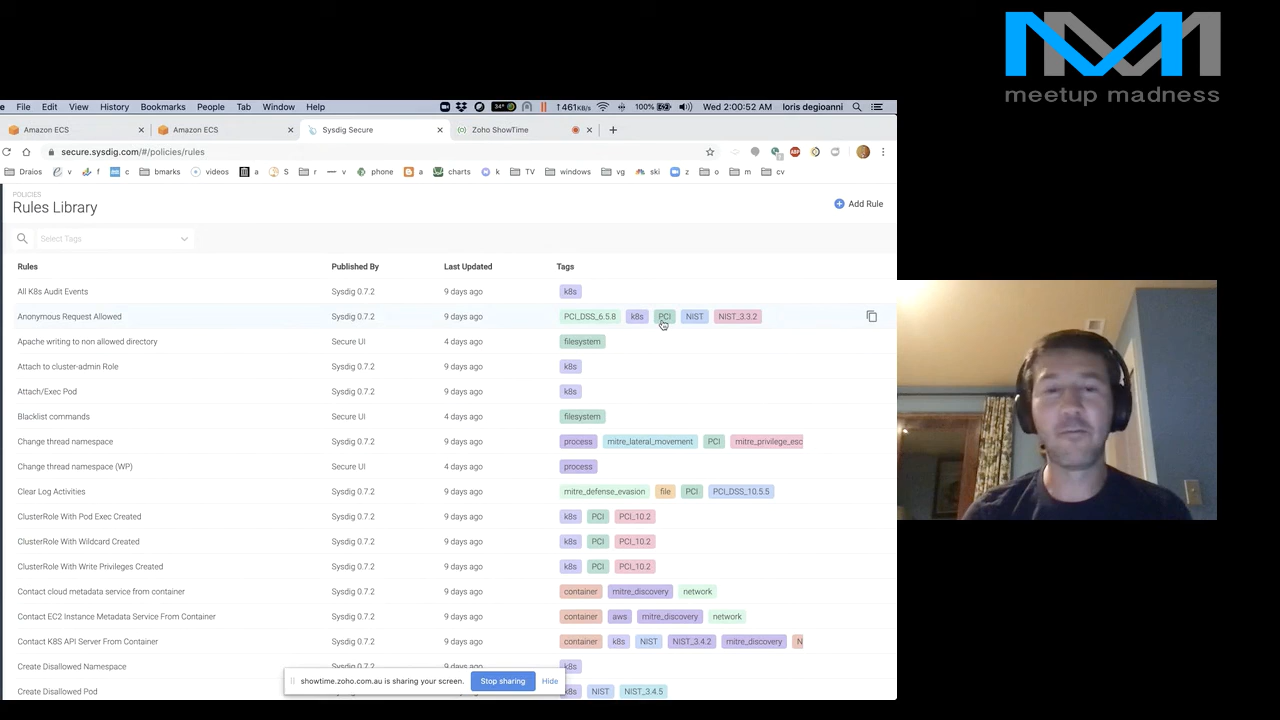 meetup madness
File Edit View History Bookmarks People Tab Window Help 34° 461KB/s 100% Wed 2:00:52 AM loris degioanni
Amazon ECS Amazon ECS Sysdig Secure Zoho ShowTime
secure.sysdig.com/#/policies/rules
Draios v f c bmarks videos a S r v phone a charts k TV windows vg ski z o m cv
POLICIES
Rules Library
Add Rule
Select Tags
Rules Published By Last Updated Tags
All K8s Audit Events Sysdig 0.7.2 9 days ago k8s
Anonymous Request Allowed Sysdig 0.7.2 9 days ago PCI_DSS_6.5.8 k8s PCI NIST NIST_3.3.2
Apache writing to non allowed directory Secure UI 4 days ago filesystem
Attach to cluster-admin Role Sysdig 0.7.2 9 days ago k8s
Attach/Exec Pod Sysdig 0.7.2 9 days ago k8s
Blacklist commands Secure UI 4 days ago filesystem
Change thread namespace Sysdig 0.7.2 9 days ago process mitre_lateral_movement PCI mitre_privilege_esc
Change thread namespace (WP) Secure UI 4 days ago process
Clear Log Activities Sysdig 0.7.2 9 days ago mitre_defense_evasion file PCI PCI_DSS_10.5.5
ClusterRole With Pod Exec Created Sysdig 0.7.2 9 days ago k8s PCI PCI_10.2
ClusterRole With Wildcard Created Sysdig 0.7.2 9 days ago k8s PCI PCI_10.2
ClusterRole With Write Privileges Created Sysdig 0.7.2 9 days ago k8s PCI PCI_10.2
Contact cloud metadata service from container Sysdig 0.7.2 9 days ago container mitre_discovery network
Contact EC2 Instance Metadata Service From Container Sysdig 0.7.2 9 days ago container aws mitre_discovery network
Contact K8S API Server From Container Sysdig 0.7.2 9 days ago container k8s NIST NIST_3.4.2 mitre_discovery N
Create Disallowed Namespace Sysdig 0.7.2 9 days ago k8s
showtime.zoho.com.au is sharing your screen. Stop sharing Hide
Create Disallowed Pod k8s NIST NIST_3.4.5